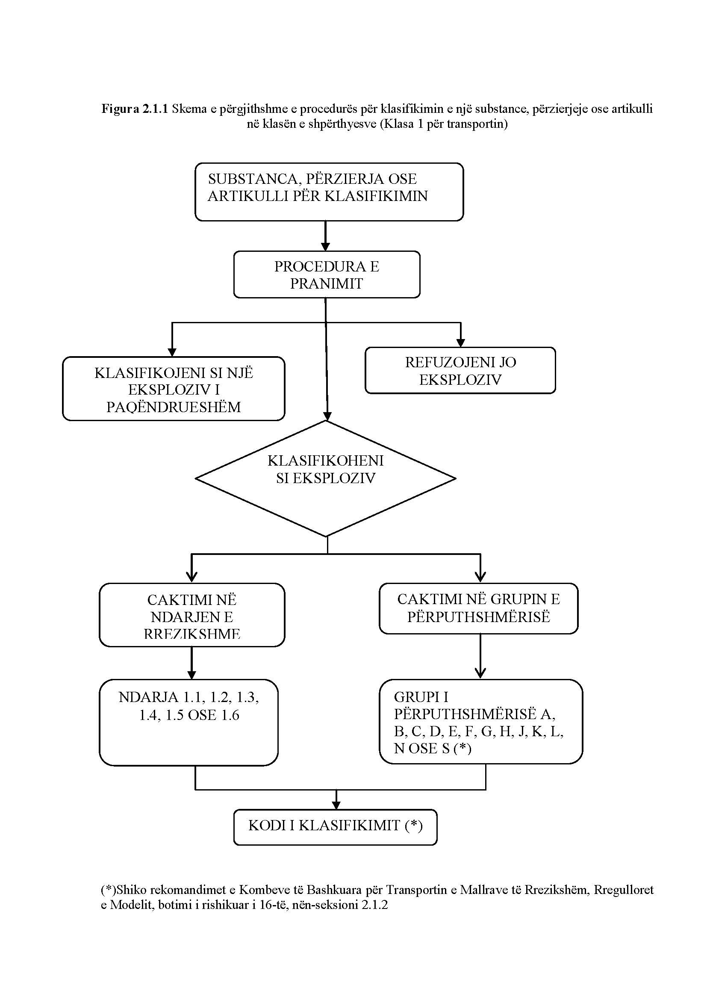 Figura 2.1.1 Skema e përgjithshme e procedurës për klasifikimin e një substance, përzierjeje ose artikulli
në klasën e shpërthyesve (Klasa 1 për transportin)
SUBSTANCA, PËRZIERJA OSE
ARTIKULLI PËR KLASIFIKIMIN
PROCEDURA E
PRANIMIT
KLASIFIKOJENI SI NJË
EKSPLOZIV I
PAQËNDRUESHËM
REFUZOJENI JO
EKSPLOZIV
KLASIFIKOHENI
SI EKSPLOZIV
CAKTIMI NË
NDARJEN E
RREZIKSHME
CAKTIMI NË GRUPIN E
PËRPUTHSHMËRISË
NDARJA 1.1, 1.2, 1.3,
1.4, 1.5 OSE 1.6
GRUPI I
PËRPUTHSHMËRISË A,
B, C, D, E, F, G, H, J, K, L,
N OSE S (*)
KODI I KLASIFIKIMIT (*)
(*)Shiko rekomandimet e Kombeve të Bashkuara për Transportin e Mallrave të Rrezikshëm, Rregulloret
e Modelit, botimi i rishikuar i 16-të, nën-seksioni 2.1.2